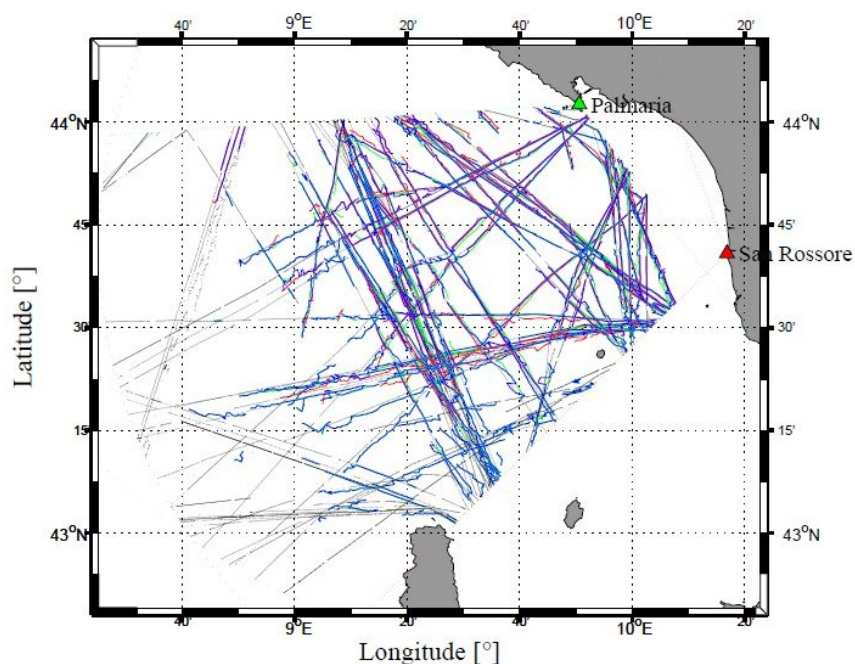 40' 9°E 20' 40' 10°E 20'
Palmaria
44°N 44°N
45' 45'
San Rossore
30' 30'
15' 15'
43°N 43°N
40' 9°E 20' 40' 10°E 20'
Latitude [°]
Longitude [°]